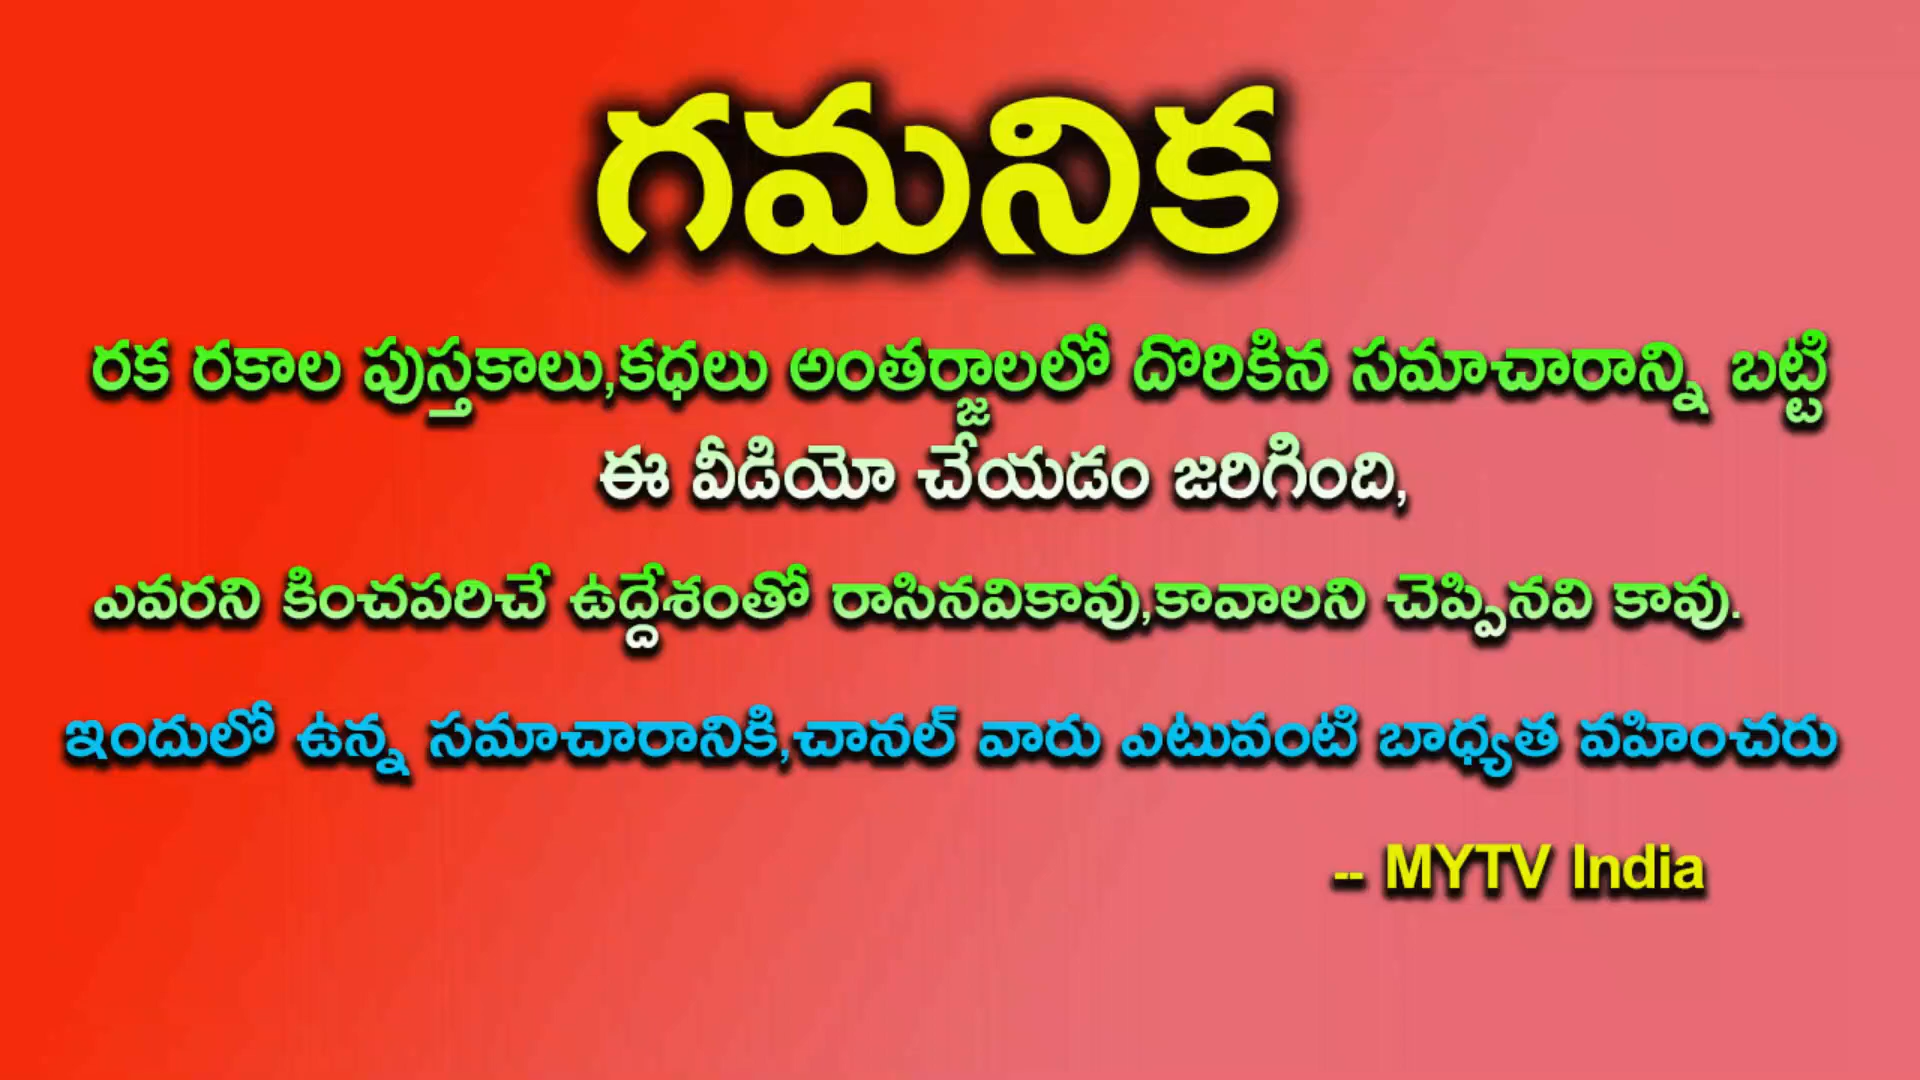 గమనిక
రక రకాల పుస్తకాలు,కథలు అంతర్జాలలో దొరికిన సమాచారాన్ని బట్టి
ఈ వీడియో చేయడం జరిగింది,
ఎవరని కించపరిచే ఉద్దేశంతో రాసినవికావు,కావాలని చెప్పినవి కావు.
ఇందులో ఉన్న సమాచారానికి,చానల్ వారు ఎటువంటి బాధ్యత వహించరు
-- MYTV India